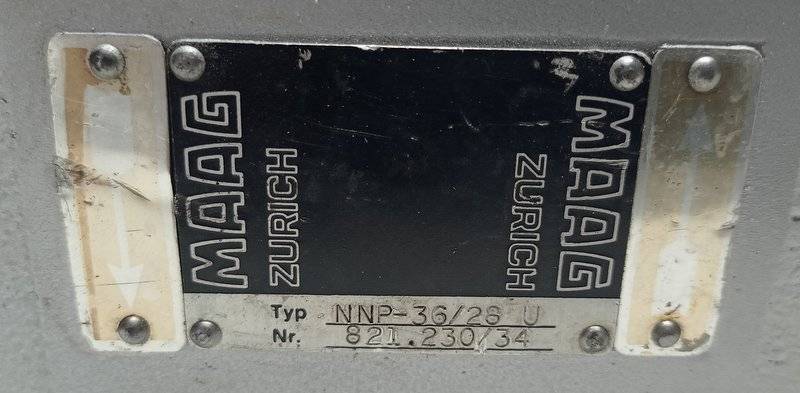 MAAG
ZURICH
MAAG
ZURICH
Typ NNP-36/28 U
Nr. 821.230/34